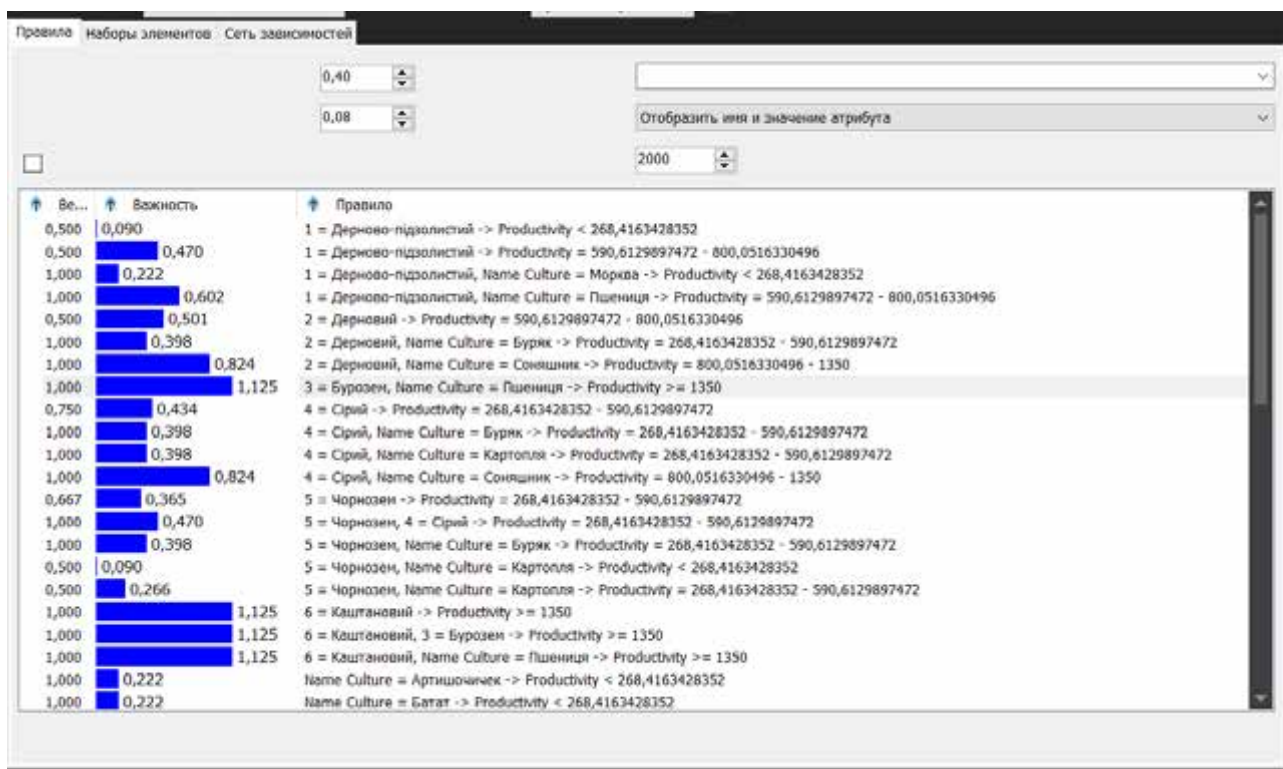 Правила Наборы элементов Сеть зависимостей
0,40
0,08 Отобразить имя и значение атрибута
2000
Ве... Важность Правило
0,500 0,090 1 = Дерново-підзолистий -> Productivity < 268,4163428352
0,500 0,470 1 = Дерново-підзолистий -> Productivity = 590,6129897472 - 800,0516330496
1,000 0,222 1 = Дерново-підзолистий, Name Culture = Морква -> Productivity < 268,4163428352
1,000 0,602 1 = Дерново-підзолистий, Name Culture = Пшениця -> Productivity = 590,6129897472 - 800,0516330496
0,500 0,501 2 = Дерновий -> Productivity = 590,6129897472 - 800,0516330496
1,000 0,398 2 = Дерновий, Name Culture = Буряк -> Productivity = 268,4163428352 - 590,6129897472
1,000 0,824 2 = Дерновий, Name Culture = Соняшник -> Productivity = 800,0516330496 - 1350
1,000 1,125 3 = Бурозем, Name Culture = Пшениця -> Productivity >= 1350
0,750 0,434 4 = Сірий -> Productivity = 268,4163428352 - 590,6129897472
1,000 0,398 4 = Сірий, Name Culture = Буряк -> Productivity = 268,4163428352 - 590,6129897472
1,000 0,398 4 = Сірий, Name Culture = Картопля -> Productivity = 268,4163428352 - 590,6129897472
1,000 0,824 4 = Сірий, Name Culture = Соняшник -> Productivity = 800,0516330496 - 1350
0,667 0,365 5 = Чорнозем -> Productivity = 268,4163428352 - 590,6129897472
1,000 0,470 5 = Чорнозем, 4 = Сірий -> Productivity = 268,4163428352 - 590,6129897472
1,000 0,398 5 = Чорнозем, Name Culture = Буряк -> Productivity = 268,4163428352 - 590,6129897472
0,500 0,090 5 = Чорнозем, Name Culture = Картопля -> Productivity < 268,4163428352
0,500 0,266 5 = Чорнозем, Name Culture = Картопля -> Productivity = 268,4163428352 - 590,6129897472
1,000 1,125 6 = Каштановий -> Productivity >= 1350
1,000 1,125 6 = Каштановий, 3 = Бурозем -> Productivity >= 1350
1,000 1,125 6 = Каштановий, Name Culture = Пшениця -> Productivity >= 1350
1,000 0,222 Name Culture = Артишочичек -> Productivity < 268,4163428352
1,000 0,222 Name Culture = Батат -> Productivity < 268,4163428352